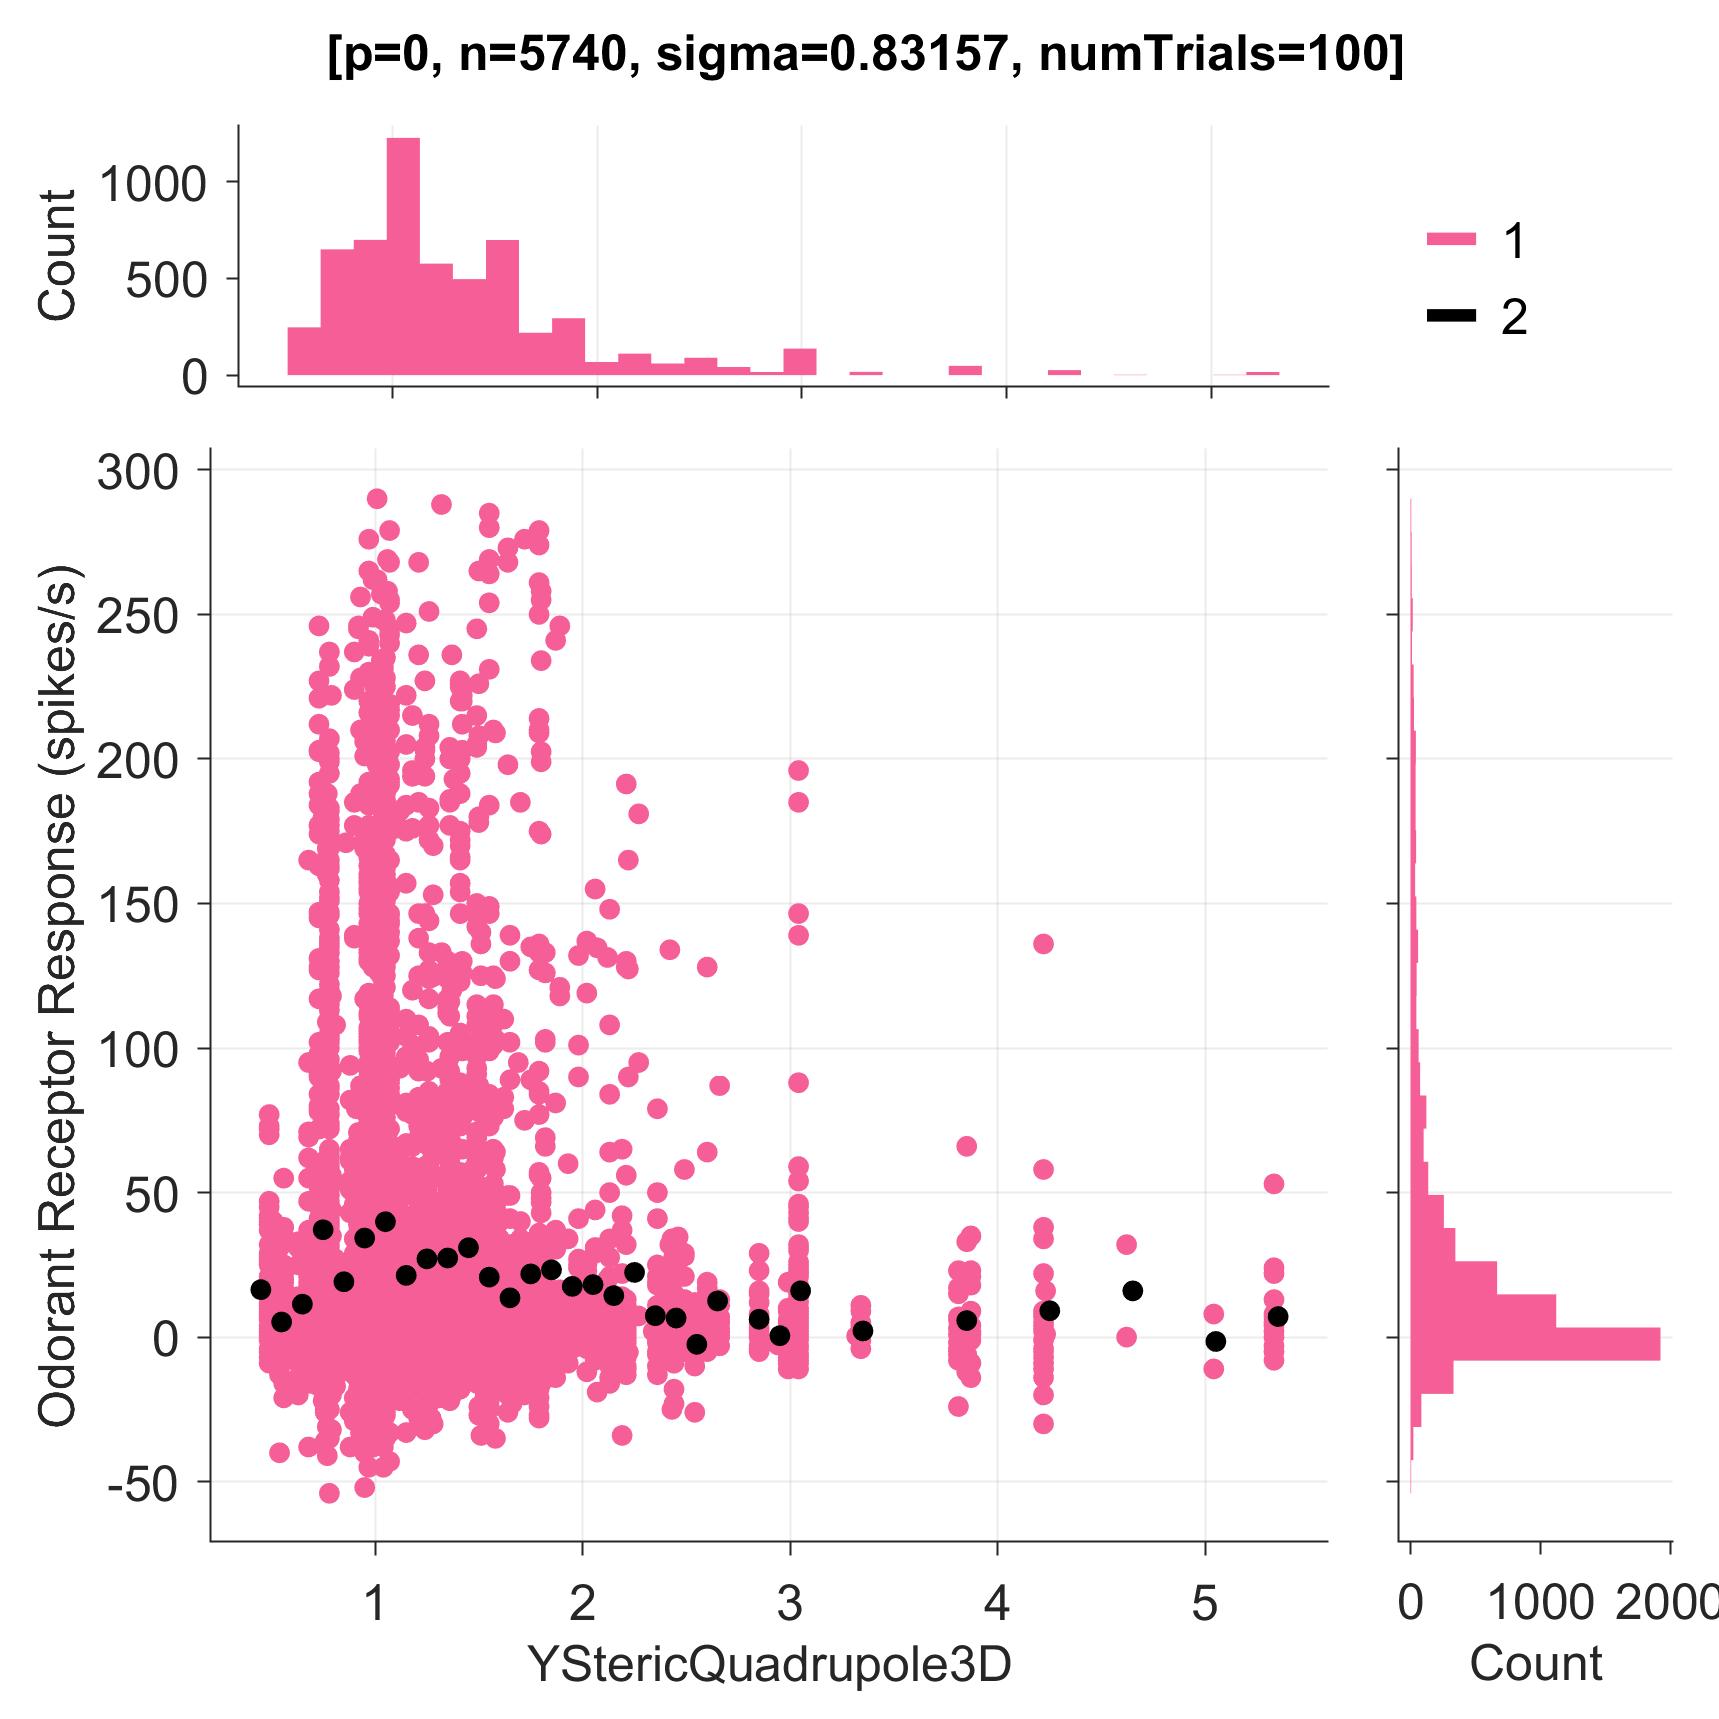 [p=0, n=5740, sigma=0.83157, numTrials=100]
Count
1000
500
0
1
2
Odorant Receptor Response (spikes/s)
300
250
200
150
100
50
0
-50
1 2 3 4 5
YStericQuadrupole3D
0 1000 2000
Count